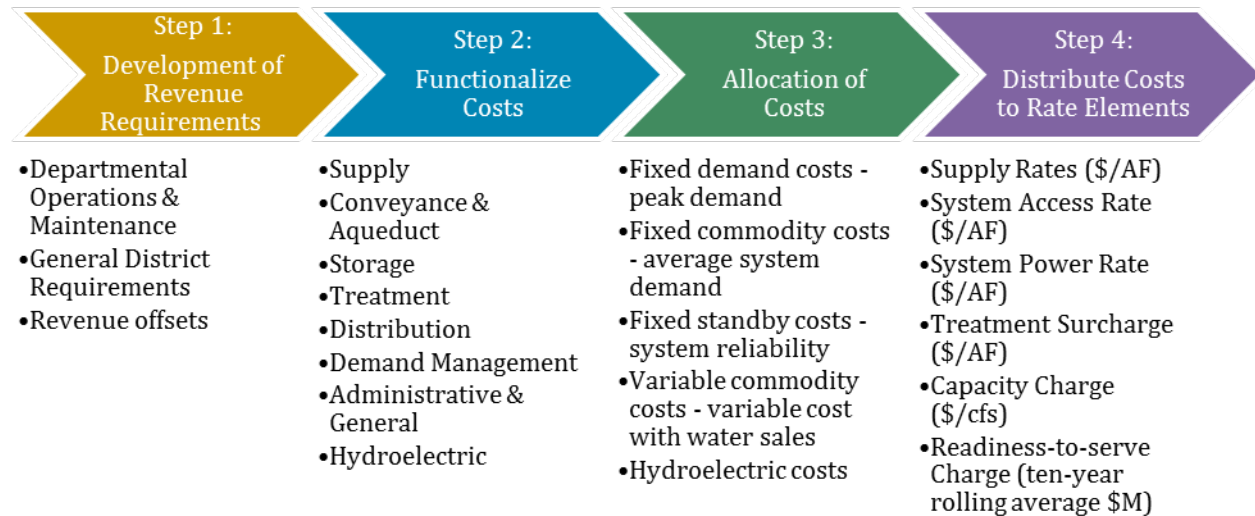 Step 1:
Development of
Revenue
Requirements
•Departmental
Operations &
Maintenance
•General District
Requirements
•Revenue offsets
Step 2:
Functionalize
Costs
•Supply
•Conveyance &
Aqueduct
•Storage
•Treatment
•Distribution
•Demand Management
•Administrative &
General
•Hydroelectric
Step 3:
Allocation of
Costs
•Fixed demand costs -
peak demand
•Fixed commodity costs
- average system
demand
•Fixed standby costs -
system reliability
•Variable commodity
costs - variable cost
with water sales
•Hydroelectric costs
Step 4:
Distribute Costs
to Rate Elements
•Supply Rates ($/AF)
•System Access Rate
($/AF)
•System Power Rate
($/AF)
•Treatment Surcharge
($/AF)
•Capacity Charge
($/cfs)
•Readiness-to-serve
Charge (ten-year
rolling average $M)